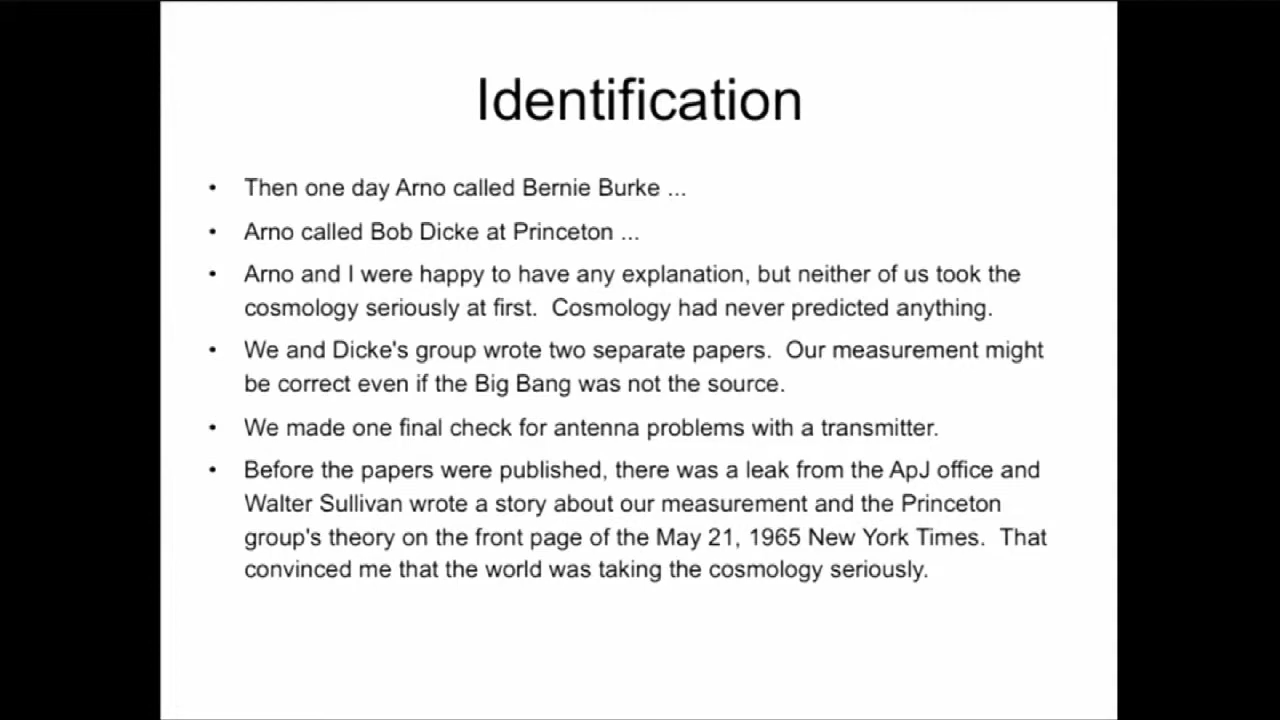 Identification
• Then one day Arno called Bernie Burke ...
• Arno called Bob Dicke at Princeton ...
• Arno and I were happy to have any explanation, but neither of us took the
cosmology seriously at first.  Cosmology had never predicted anything.
• We and Dicke's group wrote two separate papers.  Our measurement might
be correct even if the Big Bang was not the source.
• We made one final check for antenna problems with a transmitter.
• Before the papers were published, there was a leak from the ApJ office and
Walter Sullivan wrote a story about our measurement and the Princeton
group's theory on the front page of the May 21, 1965 New York Times.  That
convinced me that the world was taking the cosmology seriously.